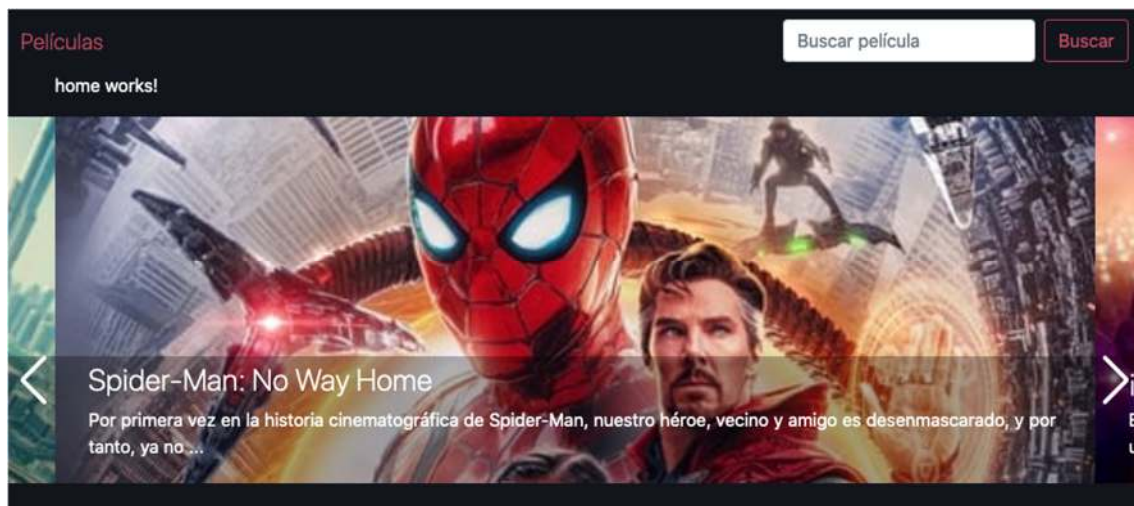 Películas
Buscar película
Buscar
home works!
Spider-Man: No Way Home
Por primera vez en la historia cinematográfica de Spider-Man, nuestro héroe, vecino y amigo es desenmascarado, y por
tanto, ya no ...